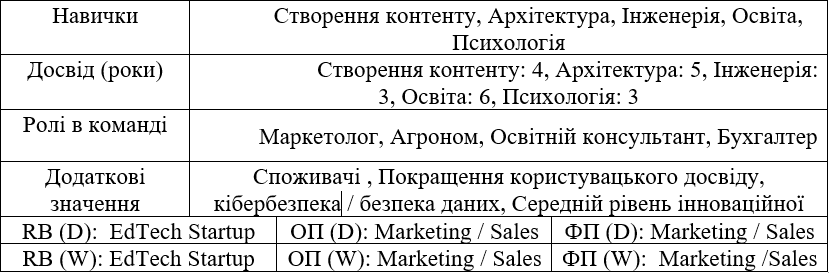 Навички Створення контенту, Архітектура, Інженерія, Освіта,
Психологія
Досвід (роки) Створення контенту: 4, Архітектура: 5, Інженерія:
3, Освіта: 6, Психологія: 3
Ролі в команді Маркетолог, Агроном, Освітній консультант, Бухгалтер
Додаткові Споживачі , Покращення користувацького досвіду,
значення кібербезпека / безпека даних, Середній рівень інноваційної
RB (D): EdTech Startup ОП (D): Marketing / Sales ФП (D): Marketing / Sales
RB (W): EdTech Startup ОП (W): Marketing / Sales ФП (W): Marketing /Sales